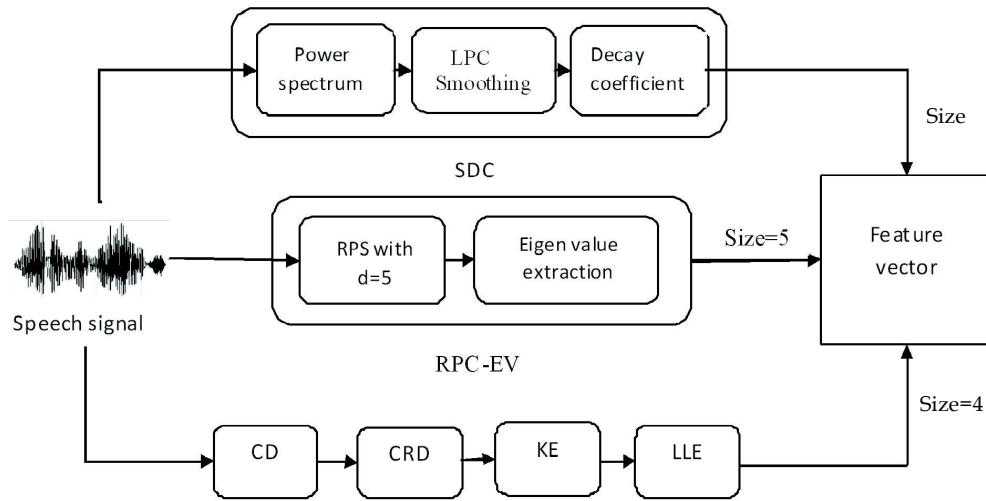 Power
spectrum
LPC
Smoothing
Decay
coefficient
Size
SDC
RPS with
d=5
Eigen value
extraction
Size=5
Feature
vector
Speech signal
RPC-EV
Size=4
CD
CRD
KE
LLE